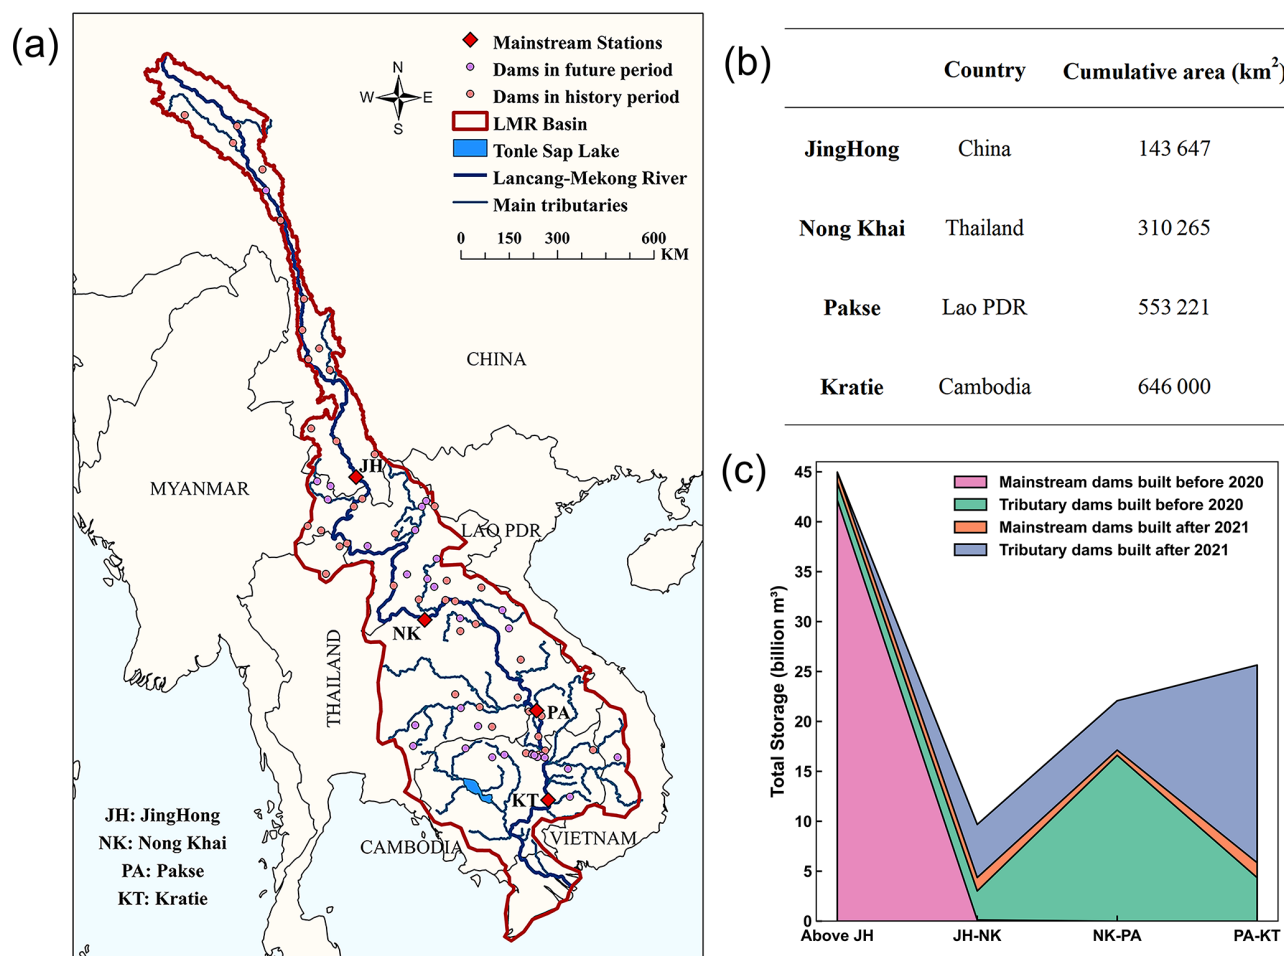 (a)
Mainstream Stations
Dams in future period
Dams in history period
LMR Basin
Tonle Sap Lake
Lancang-Mekong River
Main tributaries
0 150 300 600
KM
N
W E
S
CHINA
MYANMAR
JH
LAO PDR
NK
THAILAND
PA
KT
CAMBODIA
VIETNAM
JH: JingHong
NK: Nong Khai
PA: Pakse
KT: Kratie
(b)
Country Cumulative area (km²)
JingHong China 143 647
Nong Khai Thailand 310 265
Pakse Lao PDR 553 221
Kratie Cambodia 646 000
(c)
Mainstream dams built before 2020
Tributary dams built before 2020
Mainstream dams built after 2021
Tributary dams built after 2021
Total Storage (billion m³)
45
40
35
30
25
20
15
10
5
0
Above JH JH-NK NK-PA PA-KT